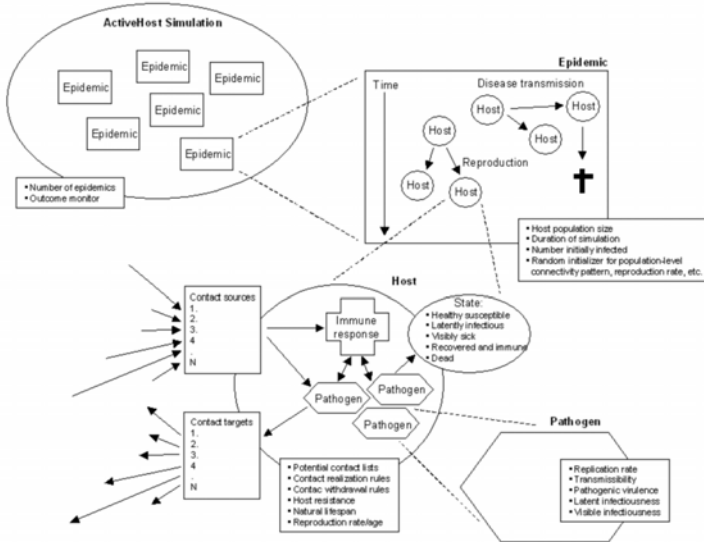 ActiveHost Simulation
Epidemic
Epidemic
Epidemic
Epidemic
Epidemic
Epidemic
• Number of epidemics
• Outcome monitor
Epidemic
Time
Disease transmission
Host
Host
Host
Host
Reproduction
Host
Host
• Host population size
• Duration of simulation
• Number initially infected
• Random initializer for population-level
connectivity pattern, reproduction rate, etc.
Host
Contact sources
1.
2.
3.
4
.
N
Immune
response
State:
• Healthy susceptible
• Latently infectious
• Visibly sick
• Recovered and immune
• Dead
Pathogen
Pathogen
Pathogen
Contact targets
1.
2.
3.
4
.
N
• Potential contact lists
• Contact realization rules
• Contac withdrawal rules
• Host resistance
• Natural lifespan
• Reproduction rate/age
Pathogen
• Replication rate
• Transmissibility
• Pathogenic virulence
• Latent infectiousness
• Visible infectiousness